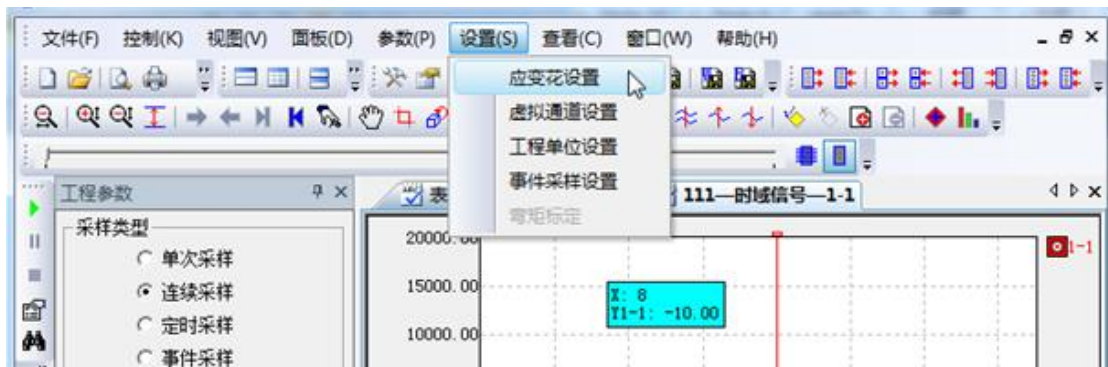 文件(F) 控制(K) 视图(V) 面板(D) 参数(P) 设置(S) 查看(C) 窗口(W) 帮助(H)
应变花设置
虚拟通道设置
工程单位设置
事件采样设置
弯矩标定
工程参数
表
111—时域信号—1-1
采样类型
单次采样
连续采样
定时采样
事件采样
20000.00
15000.00
10000.00
X: 8
Y1-1: -10.00
1-1